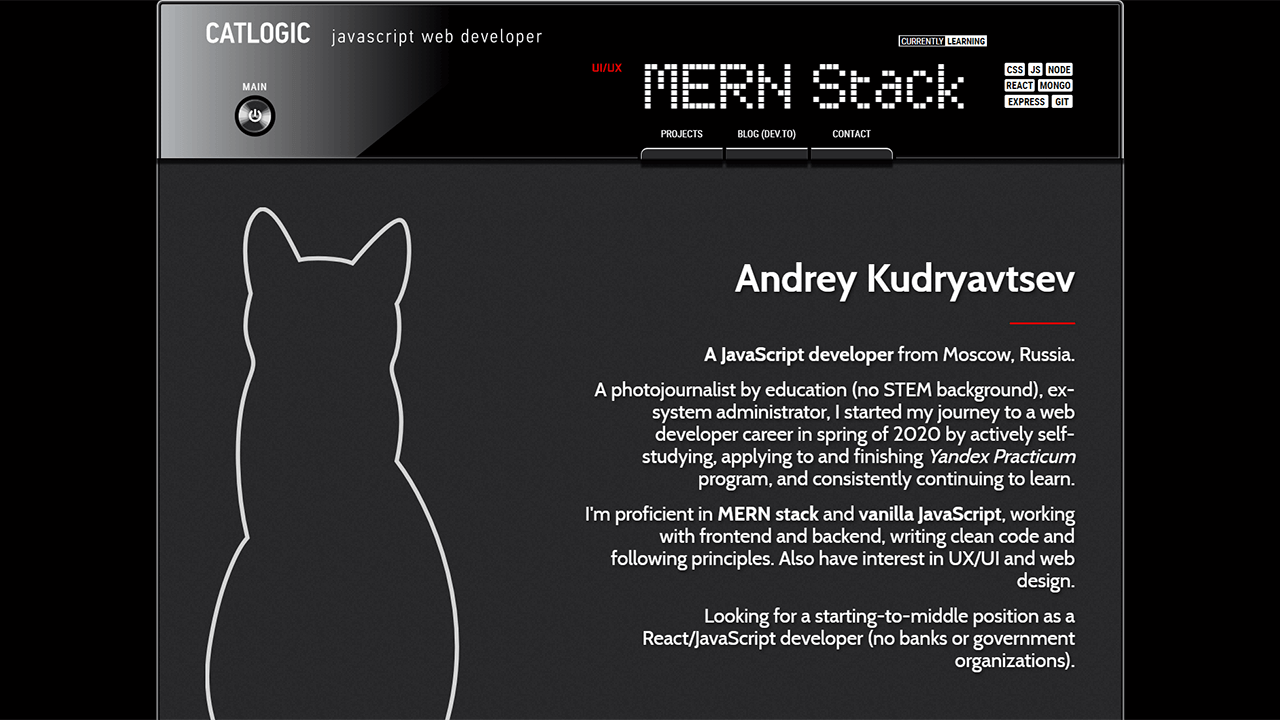 CATLOGIC javascript web developer
CURRENTLY LEARNING
UI/UX
MERN Stack
CSS JS NODE
REACT MONGO
EXPRESS GIT
MAIN
PROJECTS
BLOG (DEV.TO)
CONTACT
Andrey Kudryavtsev
A JavaScript developer from Moscow, Russia.
A photojournalist by education (no STEM background), ex-
system administrator, I started my journey to a web
developer career in spring of 2020 by actively self-
studying, applying to and finishing Yandex Practicum
program, and consistently continuing to learn.
I'm proficient in MERN stack and vanilla JavaScript, working
with frontend and backend, writing clean code and
following principles. Also have interest in UX/UI and web
design.
Looking for a starting-to-middle position as a
React/JavaScript developer (no banks or government
organizations).